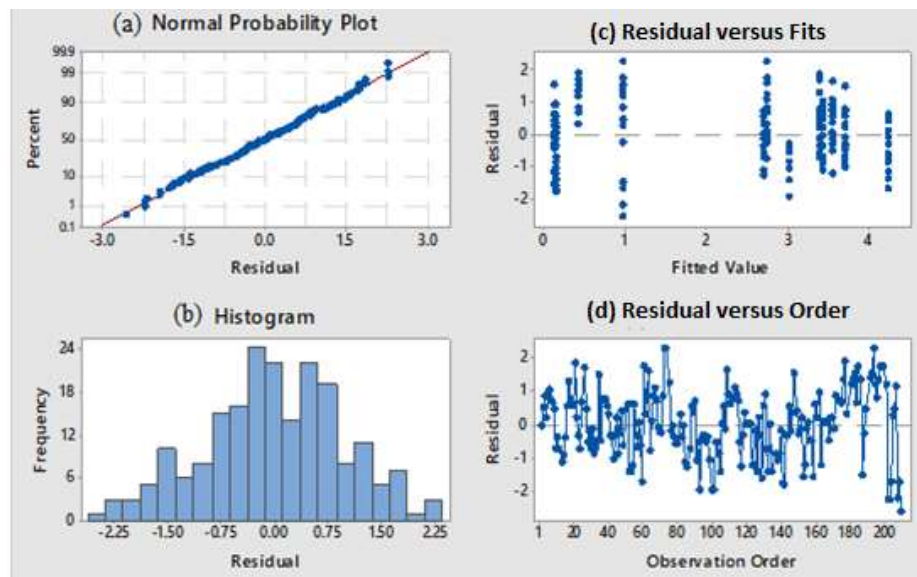 (a) Normal Probability Plot
99.9
99
90
50
10
1
0.1
Percent
-3.0 -1.5 0.0 1.5 3.0
Residual
(c) Residual versus Fits
2
1
0
-1
-2
Residual
0 1 2 3 4
Fitted Value
(b) Histogram
24
18
12
6
0
Frequency
-2.25 -1.50 -0.75 0.00 0.75 1.50 2.25
Residual
(d) Residual versus Order
2
1
0
-1
-2
Residual
1 20 40 60 80 100 120 140 160 180 200
Observation Order